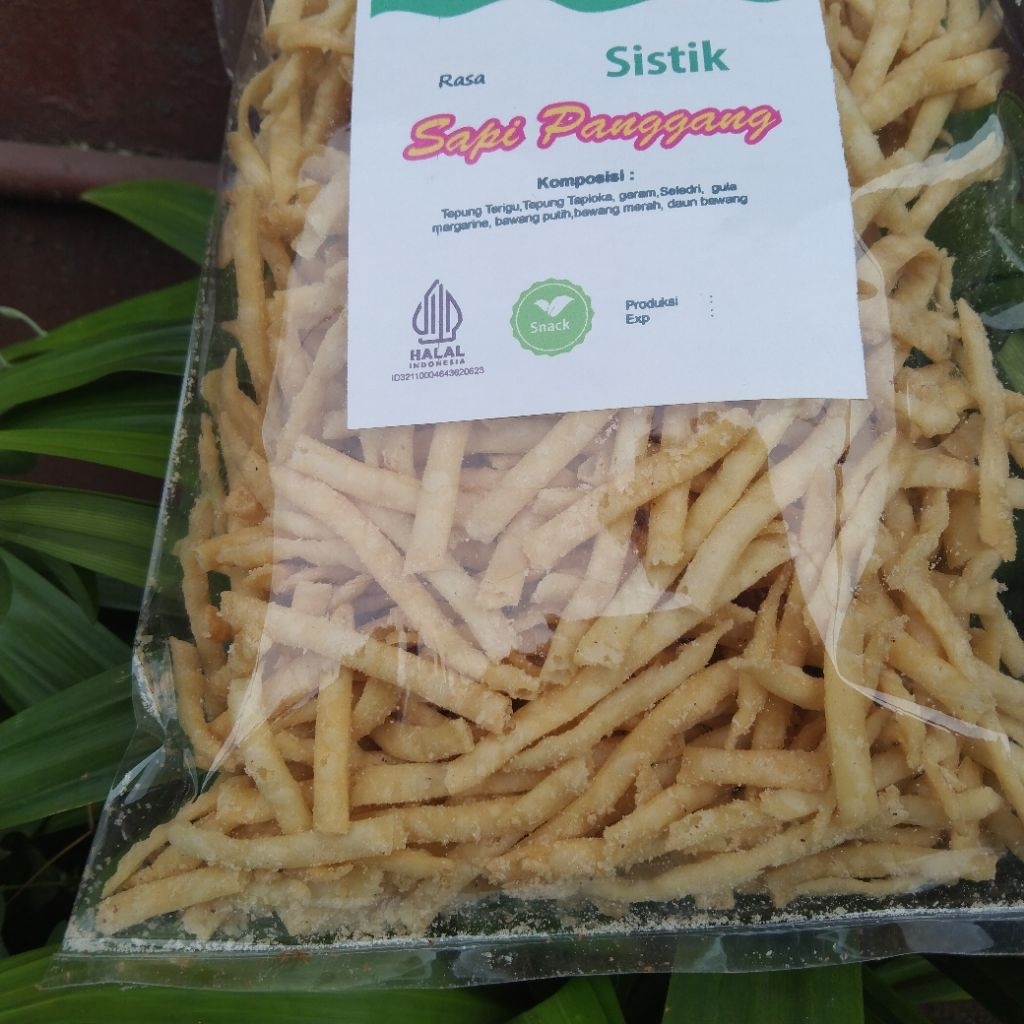 Sistik
Rasa
Sapi Panggang
Komposisi :
Tepung Terigu,Tepung Tapioka, garam,Seledri, gula
margarine, bawang putih,bawang merah, daun bawang
HALAL
INDONESIA
ID32110004643620623
Snack
Produksi :
Exp :